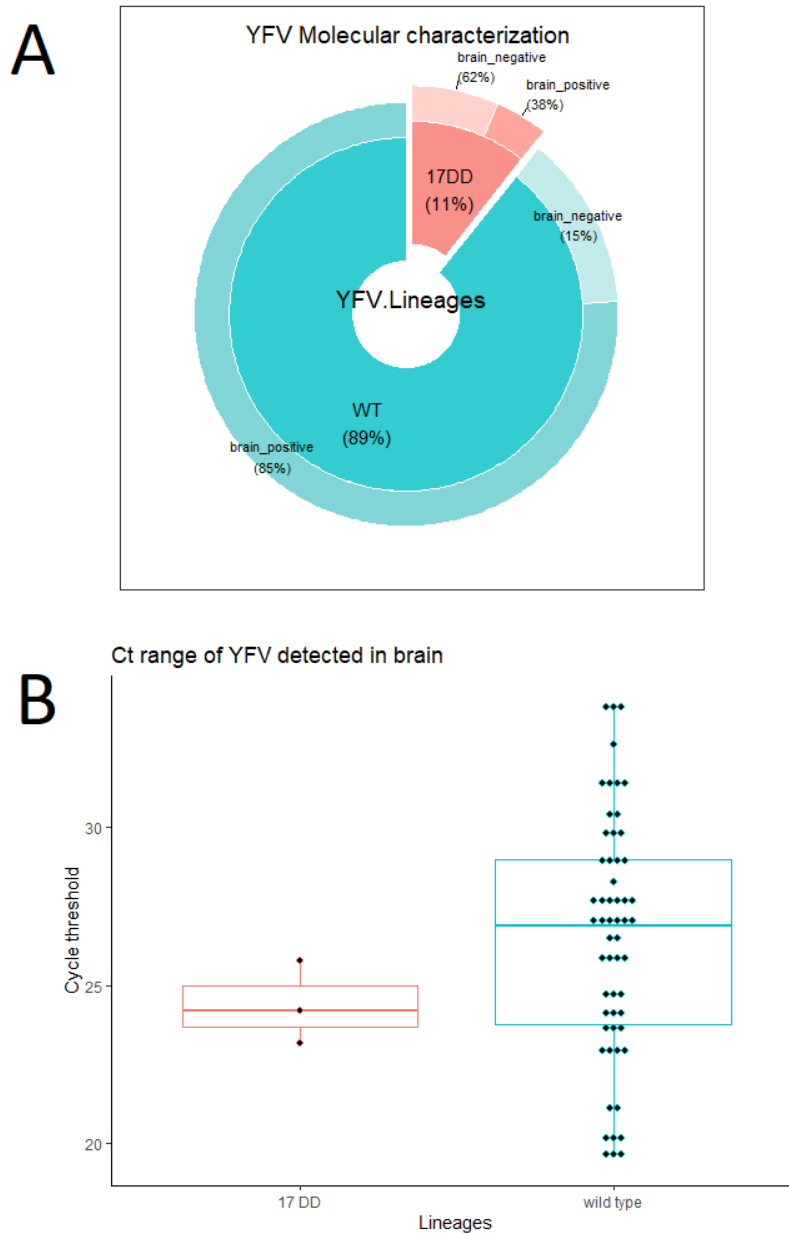 A
YFV Molecular characterization
brain_negative
(62%)
brain_positive
(38%)
17DD
(11%)
brain_negative
(15%)
YFV.Lineages
WT
(89%)
brain_positive
(85%)
B
Ct range of YFV detected in brain
Cycle threshold
30
25
20
17 DD
wild type
Lineages